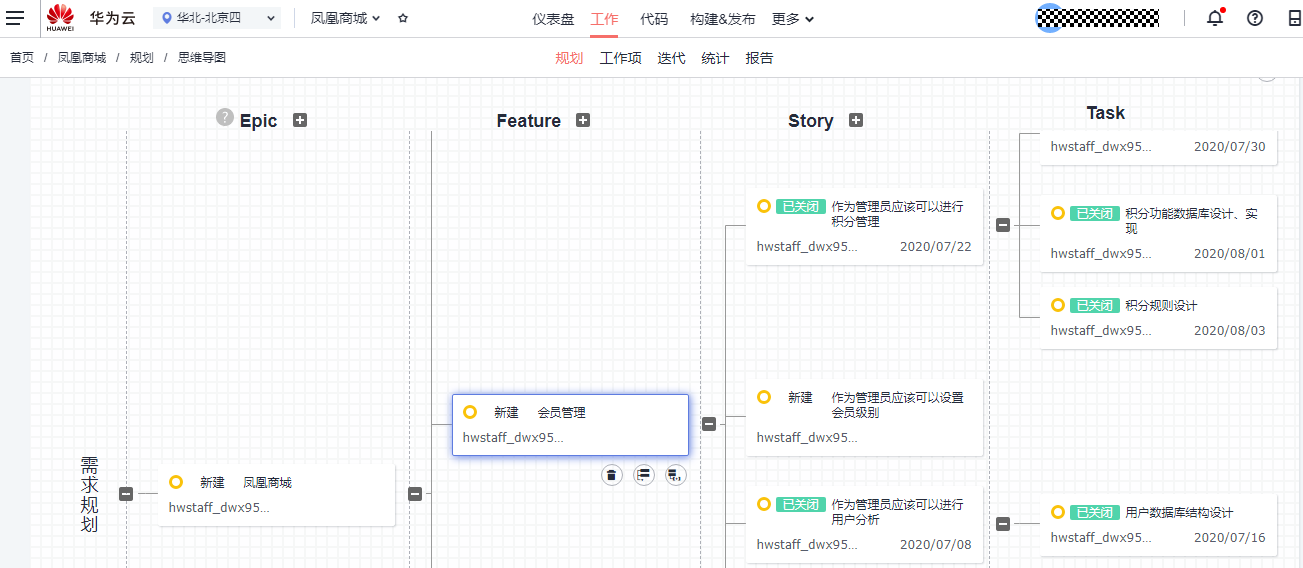 HUAWEI
华为云
华北-北京四
凤凰商城
仪表盘 工作 代码 构建&发布 更多
首页 / 凤凰商城 / 规划 / 思维导图
规划 工作项 迭代 统计 报告
? Epic
Feature
Story
Task
hwstaff_dwx95... 2020/07/30
已关闭 作为管理员应该可以进行
积分管理
hwstaff_dwx95... 2020/07/22
已关闭 积分功能数据库设计、实
现
hwstaff_dwx95... 2020/08/01
已关闭 积分规则设计
hwstaff_dwx95... 2020/08/03
新建 会员管理
hwstaff_dwx95...
新建 作为管理员应该可以设置
会员级别
hwstaff_dwx95...
需求规划
新建 凤凰商城
hwstaff_dwx95...
已关闭 作为管理员应该可以进行
用户分析
hwstaff_dwx95... 2020/07/08
已关闭 用户数据库结构设计
hwstaff_dwx95... 2020/07/16